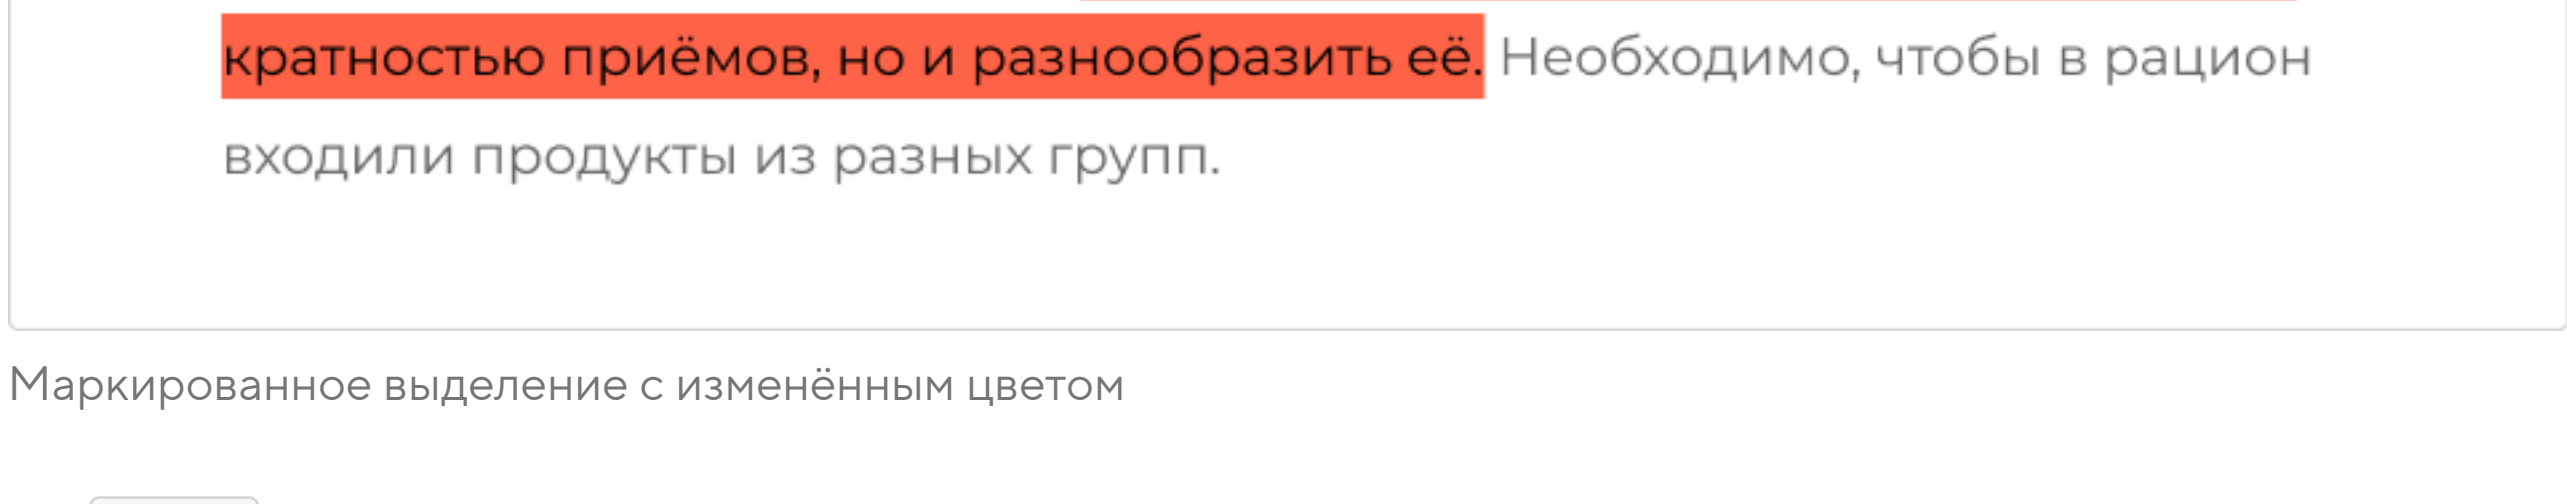 кратностью приёмов, но и разнообразить её. Необходимо, чтобы в рацион
входили продукты из разных групп.
Маркированное выделение с изменённым цветом